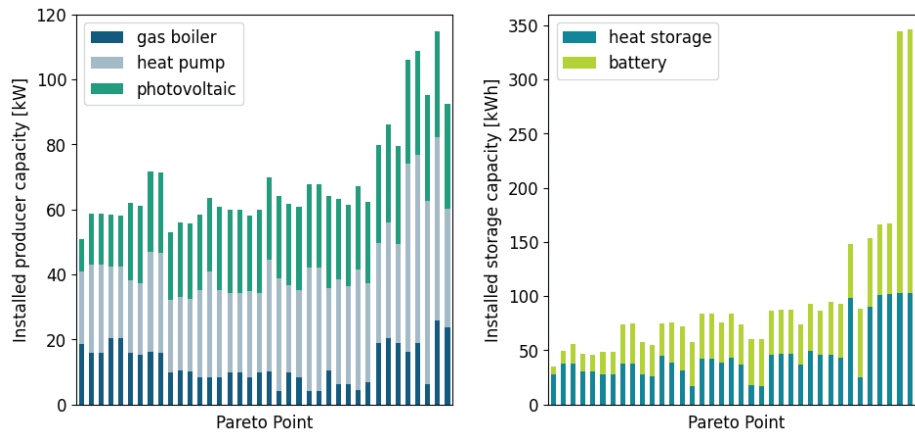 Installed producer capacity [kW]
120
100
80
60
40
20
0
gas boiler
heat pump
photovoltaic
Pareto Point
Installed storage capacity [kWh]
350
300
250
200
150
100
50
0
heat storage
battery
Pareto Point